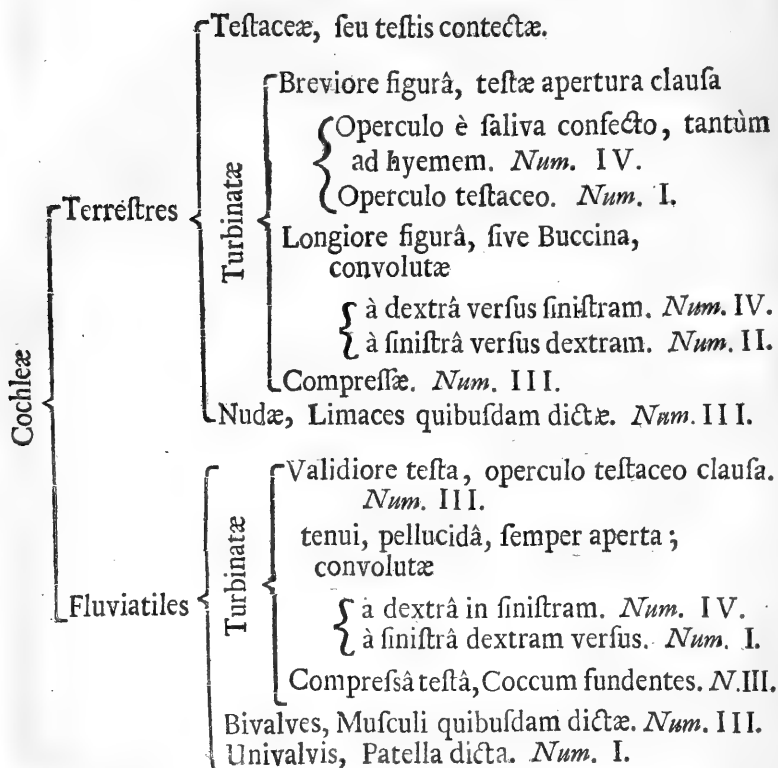 Teſtaceæ, ſeu teſtis contectæ.
Breviore figurâ, teſtæ apertura clauſa
Operculo è ſaliva confecto, tantùm
ad hyemem. Num. IV.
Terreſtres
Operculo teſtaceo. Num. I.
Turbinatæ
Longiore figurâ, ſive Buccina,
convolutæ
à dextrâ verſus ſiniſtram. Num. IV.
à ſiniſtrâ verſus dextram. Num. II.
Cochleæ
Compreſſæ. Num. III.
Nudæ, Limaces quibuſdam dictæ. Num. III.
Validiore teſta, operculo teſtaceo clauſa.
Num. III.
Turbinatæ
tenui, pellucidâ, ſemper aperta;
convolutæ
Fluviatiles
à dextrâ in ſiniſtram. Num. IV.
à ſiniſtrâ dextram verſus. Num. I.
Compreſsâ teſtâ, Coccum fundentes. N. III.
Bivalves, Muſculi quibuſdam dictæ. Num. III.
Univalvis, Patella dicta. Num. I.